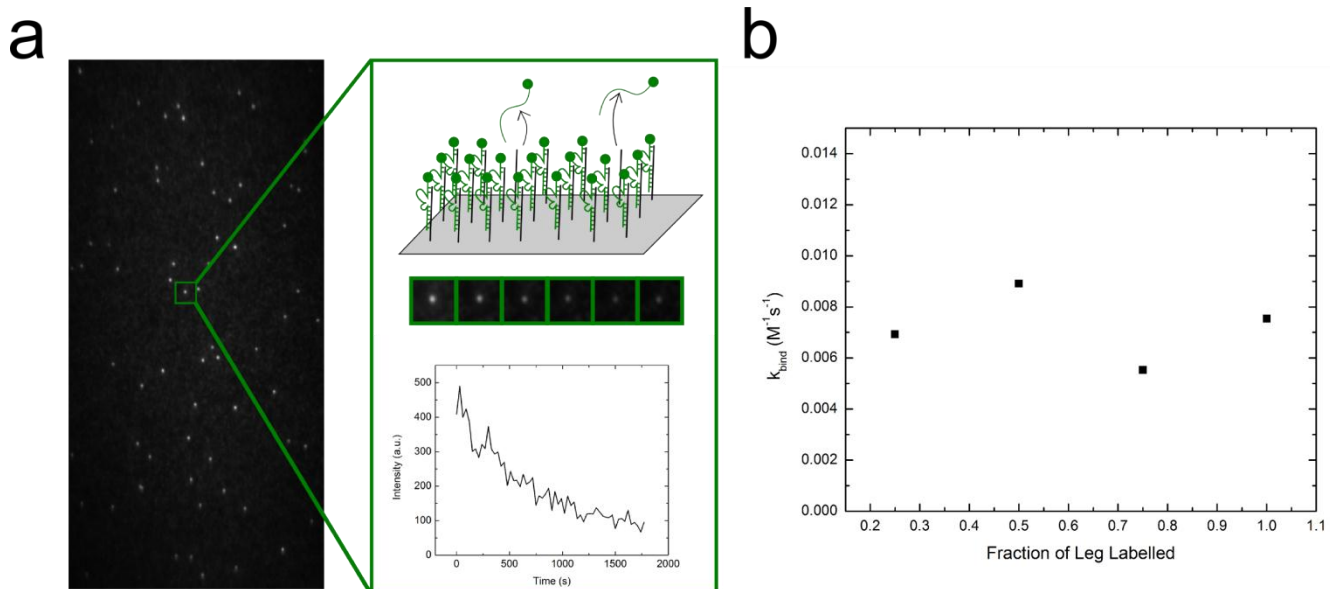 a
b
500
400
300
200
100
0
Intensity (a.u.)
0 500 1000 1500 2000
Time (s)
0.014
0.012
0.010
0.008
0.006
0.004
0.002
0.000
k_bind (M⁻¹s⁻¹)
0.2 0.3 0.4 0.5 0.6 0.7 0.8 0.9 1.0 1.1
Fraction of Leg Labelled